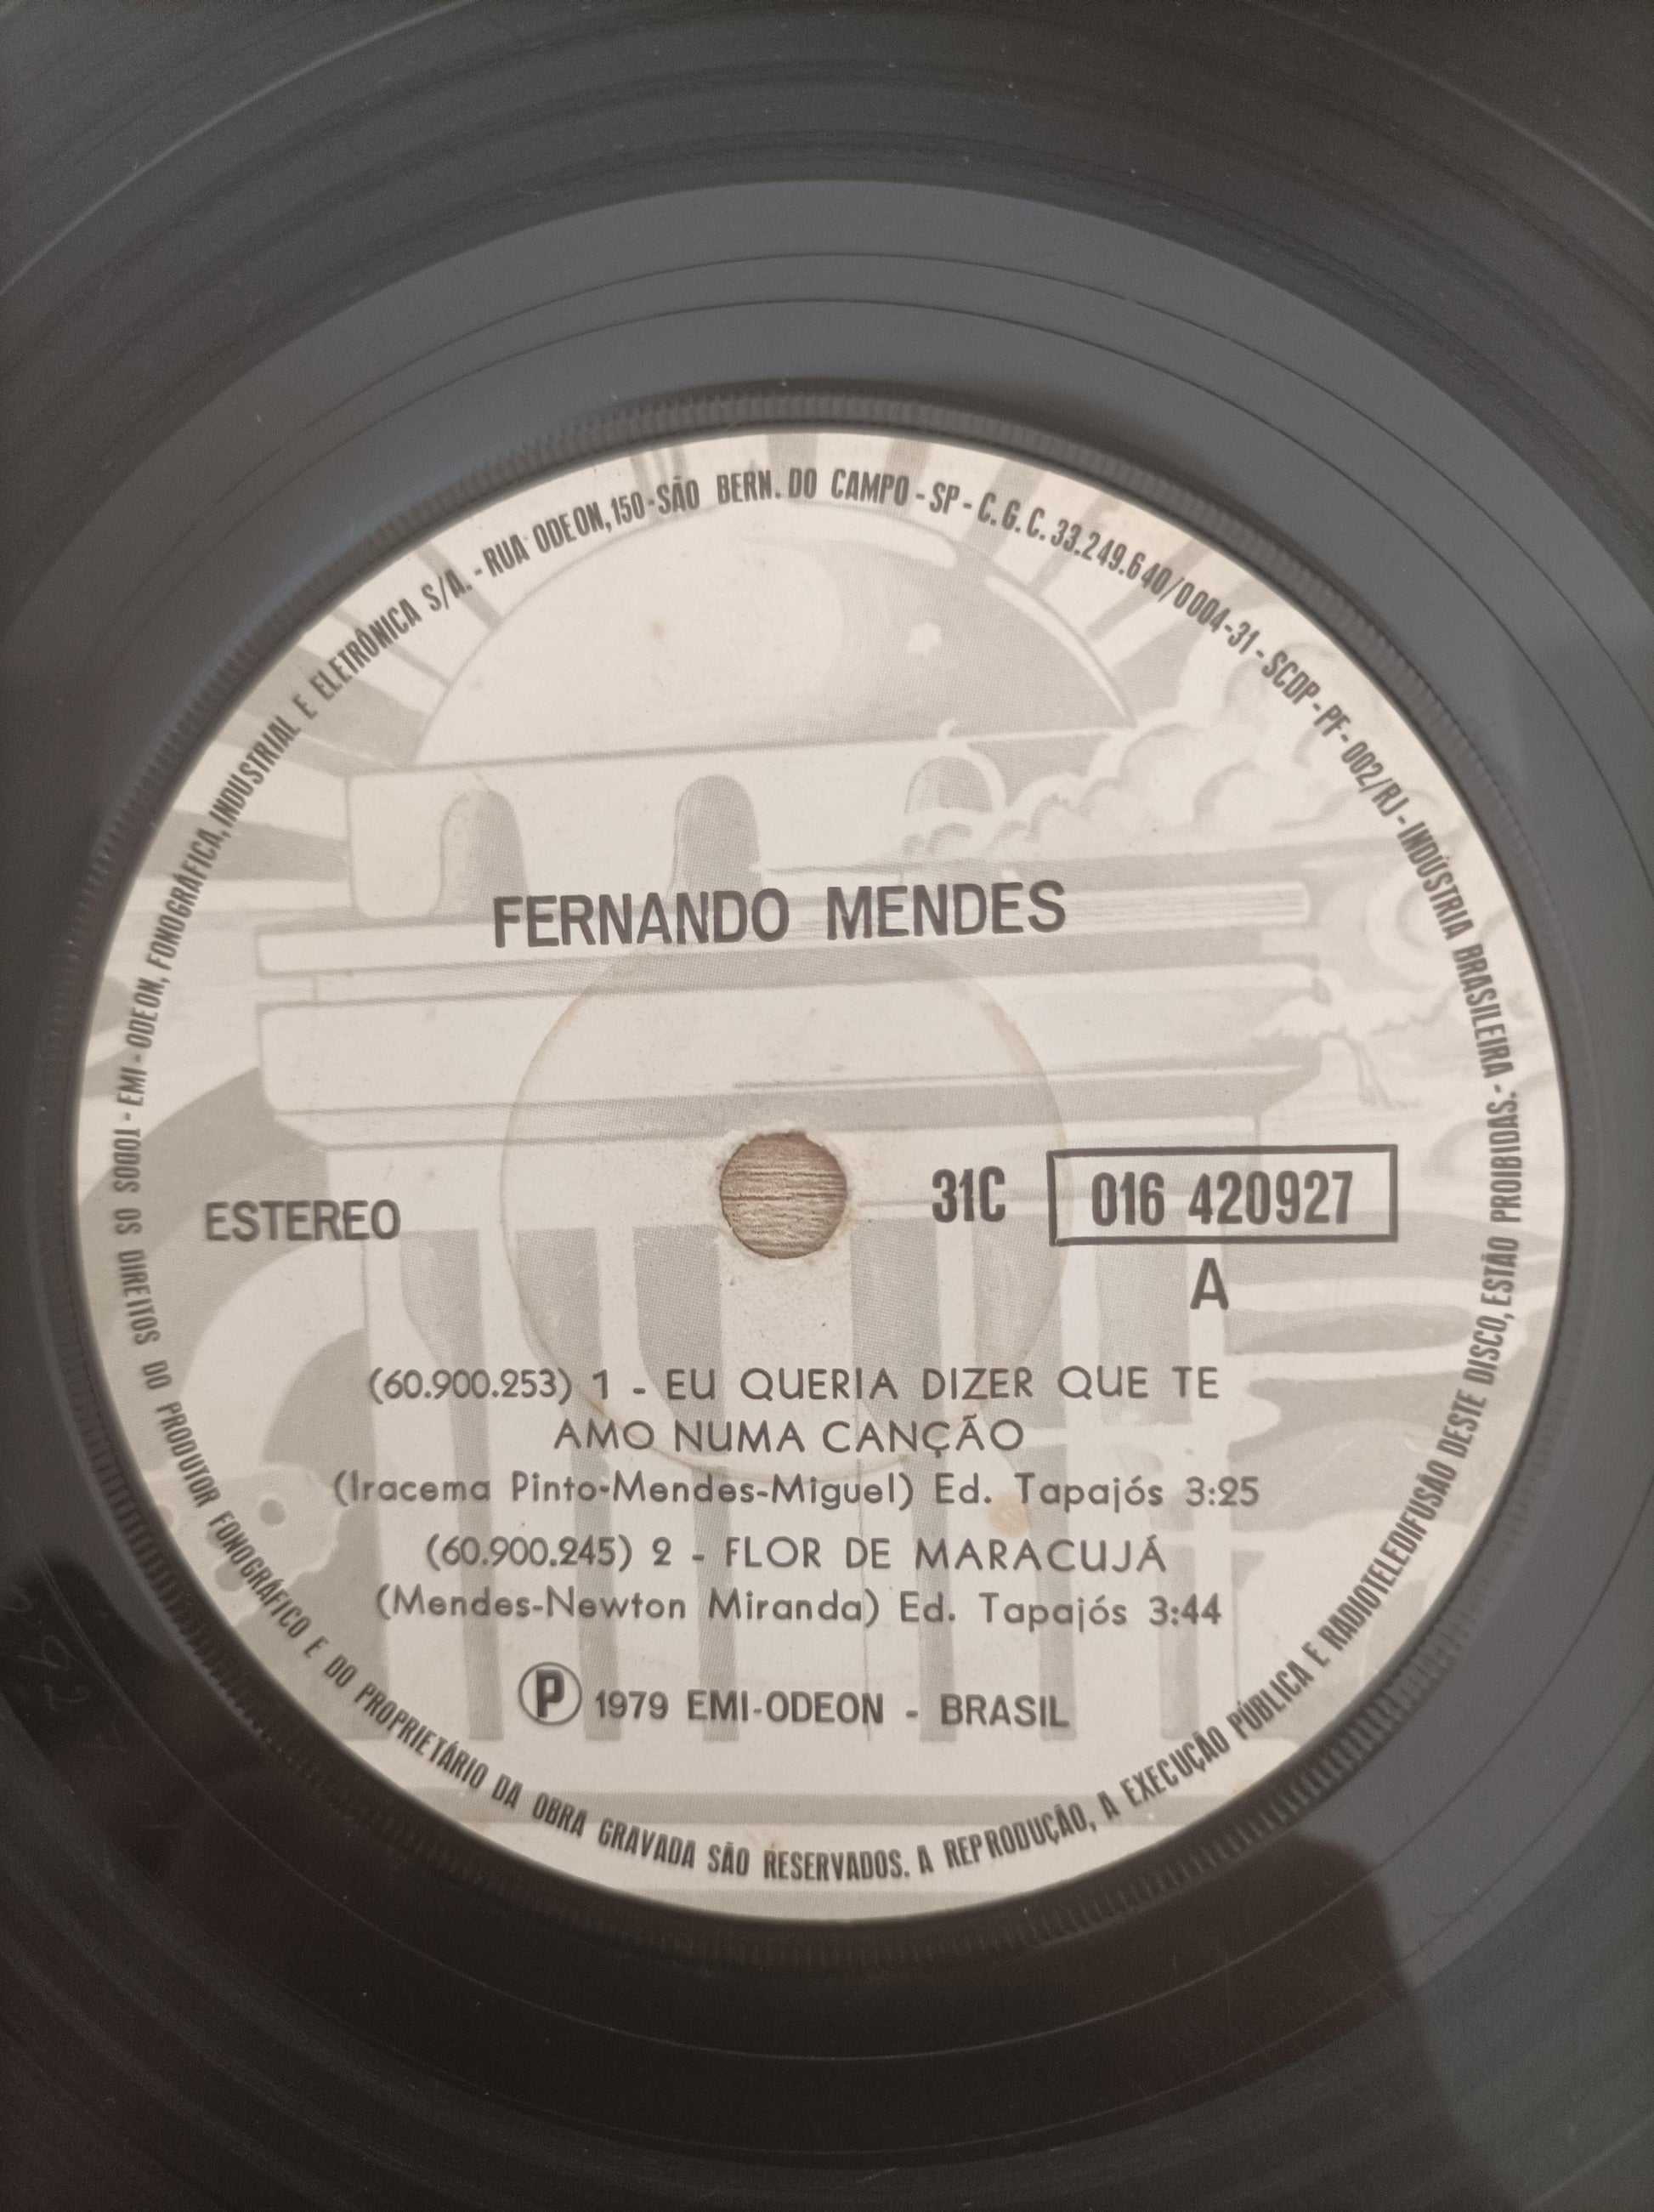 EMI - ODEON, FONOGRÁFICA, INDUSTRIAL E ELETRÔNICA S/A. - RUA ODEON, 150 - SÃO BERN. DO CAMPO - SP - C.G.C. 33.249.640/0004-31 - SCDP - PF - 002/RJ - INDÚSTRIA BRASILEIRA -
TODOS OS DIREITOS DO PRODUTOR FONOGRÁFICO E DO PROPRIETÁRIO DA OBRA GRAVADA SÃO RESERVADOS. A REPRODUÇÃO, A EXECUÇÃO PÚBLICA E RADIOTELEDIFUSÃO DESTE DISCO, ESTÃO PROIBIDAS. -
FERNANDO MENDES
ESTEREO
31C 016 420927
A
(60.900.253) 1 - EU QUERIA DIZER QUE TE
AMO NUMA CANÇÃO
(Iracema Pinto-Mendes-Miguel) Ed. Tapajós 3:25
(60.900.245) 2 - FLOR DE MARACUJÁ
(Mendes-Newton Miranda) Ed. Tapajós 3:44
Ⓟ 1979 EMI-ODEON - BRASIL